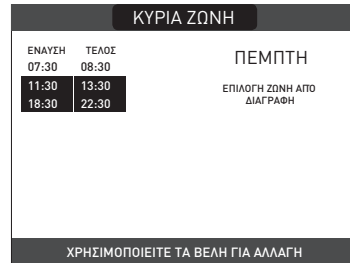 ΚΥΡΙΑ ΖΩΝΗ
ΕΝΑΥΣΗ ΤΕΛΟΣ
07:30 08:30
11:30 13:30
18:30 22:30
ΠΕΜΠΤΗ
ΕΠΙΛΟΓΗ ΖΩΝΗ ΑΠΟ
ΔΙΑΓΡΑΦΗ
ΧΡΗΣΙΜΟΠΟΙΕΙΤΕ ΤΑ ΒΕΛΗ ΓΙΑ ΑΛΛΑΓΗ